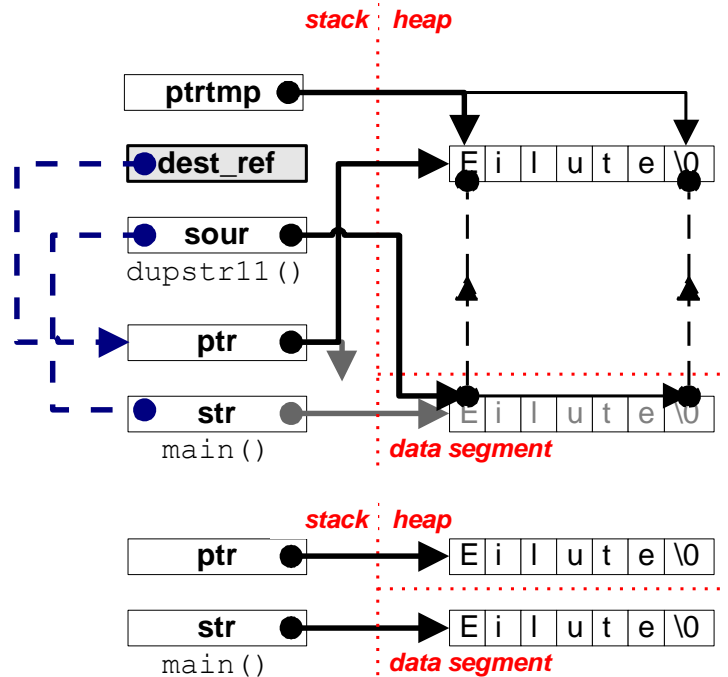 stack heap
ptrtmp
dest_ref
E i l u t e \0
sour
dupstr11()
ptr
str
E i l u t e \0
main()
data segment
stack heap
ptr
E i l u t e \0
str
E i l u t e \0
main()
data segment